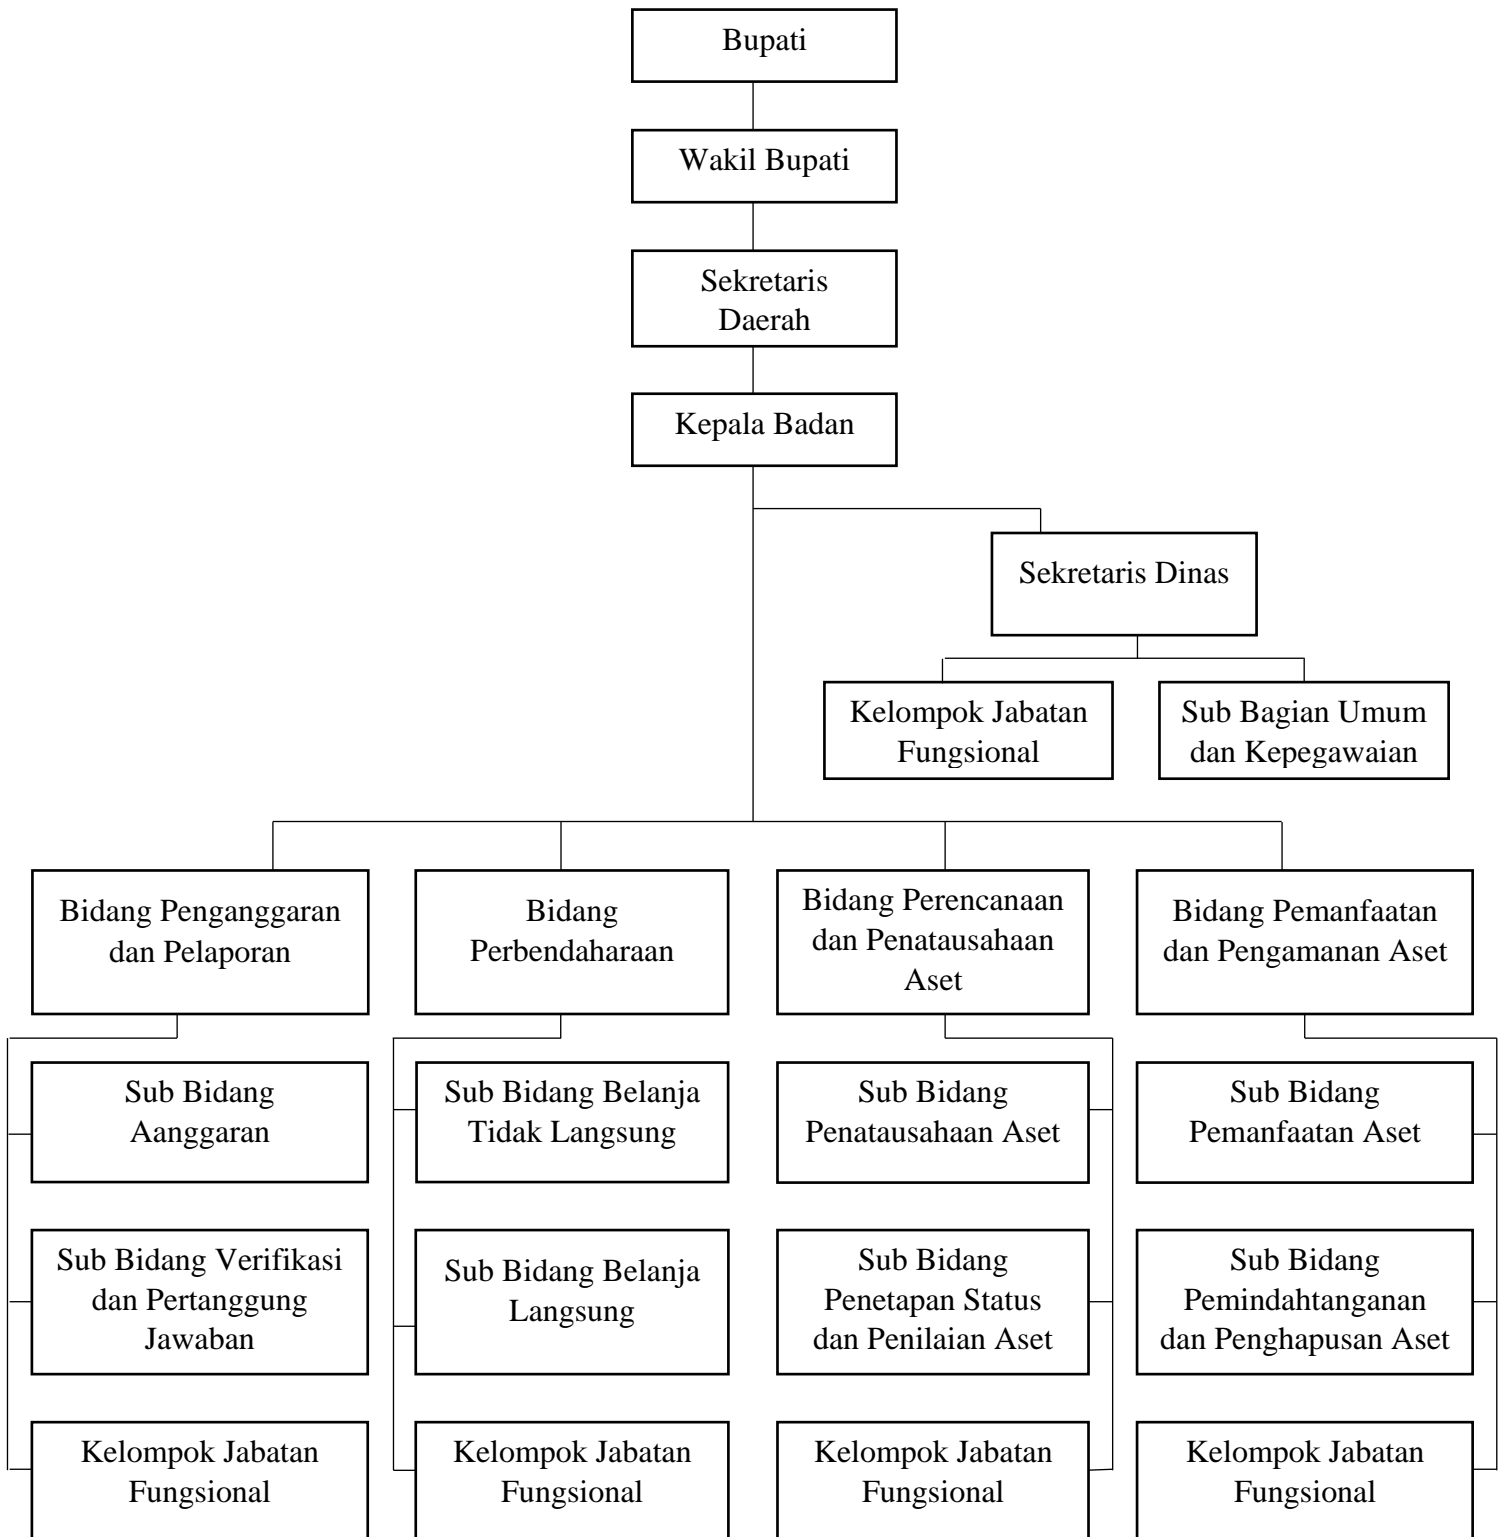 Bupati
Wakil Bupati
Sekretaris
Daerah
Kepala Badan
Sekretaris Dinas
Kelompok Jabatan
Fungsional
Sub Bagian Umum
dan Kepegawaian
Bidang Penganggaran
dan Pelaporan
Bidang
Perbendaharaan
Bidang Perencanaan
dan Penatausahaan
Aset
Bidang Pemanfaatan
dan Pengamanan Aset
Sub Bidang
Aanggaran
Sub Bidang Belanja
Tidak Langsung
Sub Bidang
Penatausahaan Aset
Sub Bidang
Pemanfaatan Aset
Sub Bidang Verifikasi
dan Pertanggung
Jawaban
Sub Bidang Belanja
Langsung
Sub Bidang
Penetapan Status
dan Penilaian Aset
Sub Bidang
Pemindahtanganan
dan Penghapusan Aset
Kelompok Jabatan
Fungsional
Kelompok Jabatan
Fungsional
Kelompok Jabatan
Fungsional
Kelompok Jabatan
Fungsional